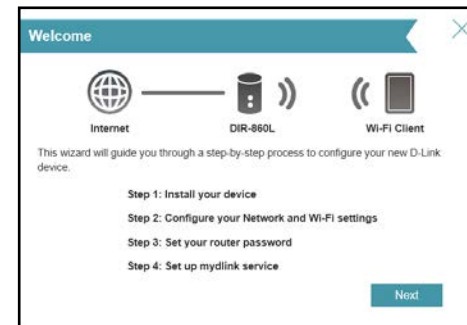 Welcome
Internet
DIR-860L
Wi-Fi Client
This wizard will guide you through a step-by-step process to configure your new D-Link
device.
Step 1: Install your device
Step 2: Configure your Network and Wi-Fi settings
Step 3: Set your router password
Step 4: Set up mydlink service
Next